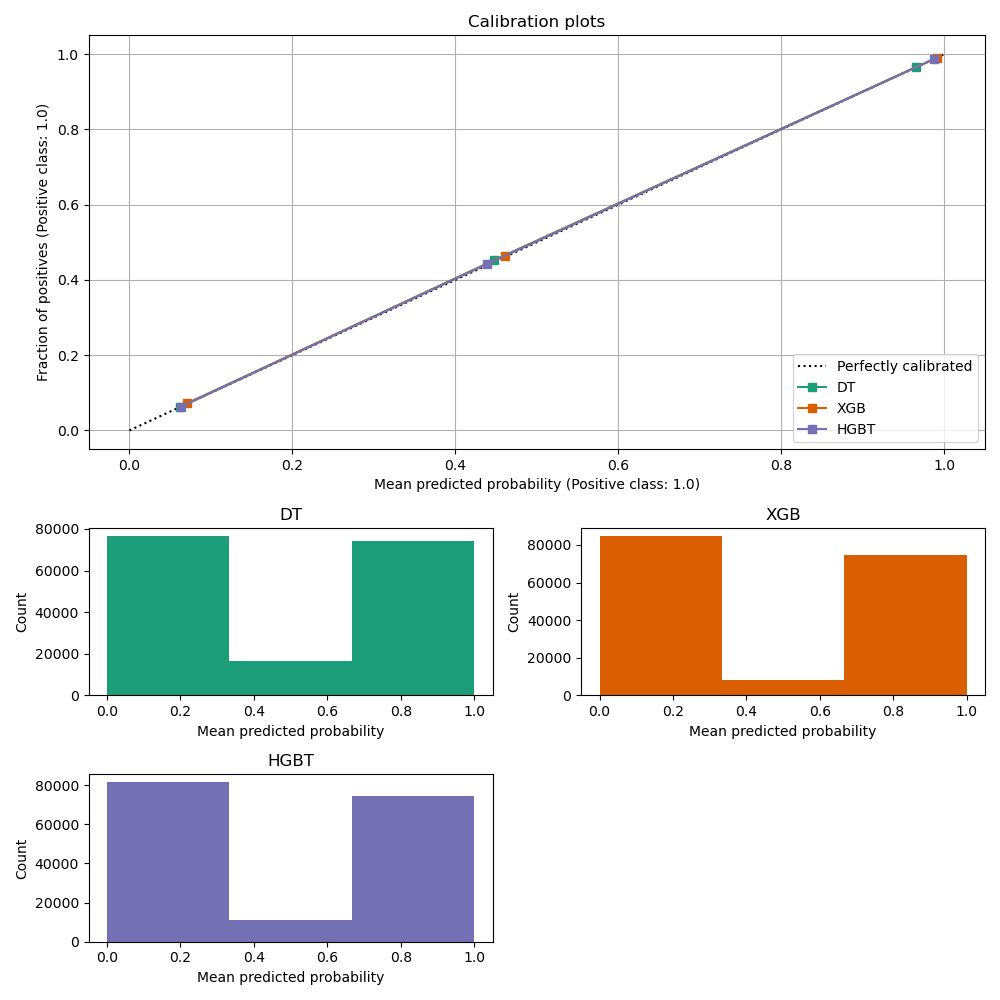 Calibration plots
Fraction of positives (Positive class: 1.0)
1.0
0.8
0.6
0.4
0.2
0.0
Perfectly calibrated
DT
XGB
HGBT
0.0 0.2 0.4 0.6 0.8 1.0
Mean predicted probability (Positive class: 1.0)
DT
Count
80000
60000
40000
20000
0
0.0 0.2 0.4 0.6 0.8 1.0
Mean predicted probability
XGB
Count
80000
60000
40000
20000
0
0.0 0.2 0.4 0.6 0.8 1.0
Mean predicted probability
HGBT
Count
80000
60000
40000
20000
0
0.0 0.2 0.4 0.6 0.8 1.0
Mean predicted probability